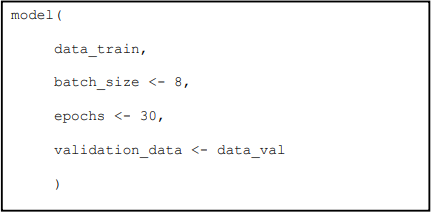 model(
data_train,
batch_size <- 8,
epochs <- 30,
validation_data <- data_val
)